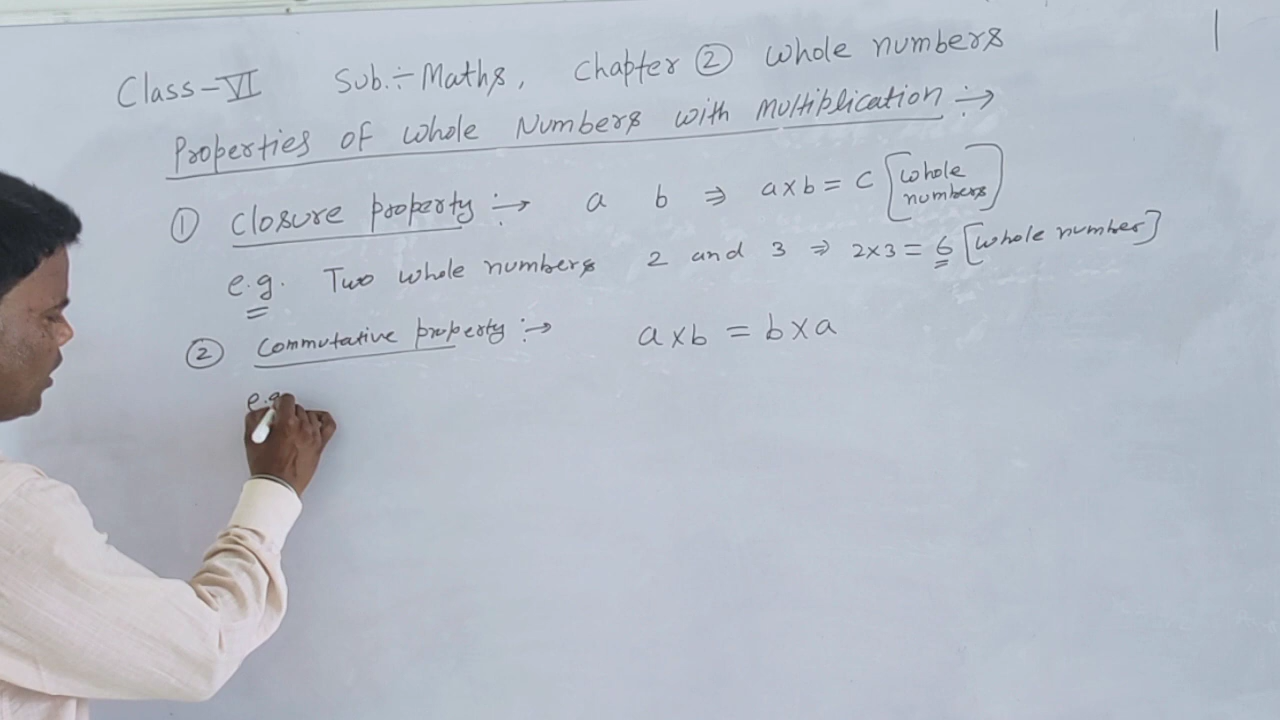 Class-VI Sub.÷Maths, Chapter ② Whole numbers
Properties of Whole Numbers with Multiplication :→
① Closure property :→ a b ⇒ a×b = c [whole numbers]
e.g. Two whole numbers 2 and 3 ⇒ 2×3 = 6 [whole number]
② Commutative property :→ a×b = b×a
e.g